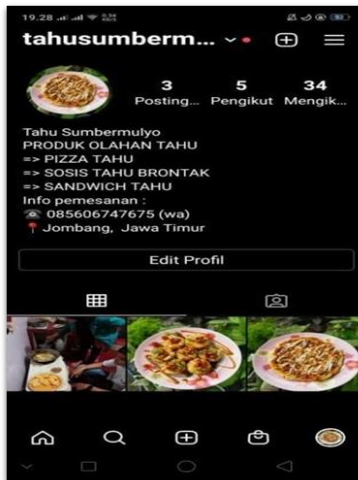 19.28
tahusumberm...
3 5 34
Posting... Pengikut Mengik...
Tahu Sumbermulyo
PRODUK OLAHAN TAHU
=> PIZZA TAHU
=> SOSIS TAHU BRONTAK
=> SANDWICH TAHU
Info pemesanan :
☎ 085606747675 (wa)
📍Jombang, Jawa Timur
Edit Profil